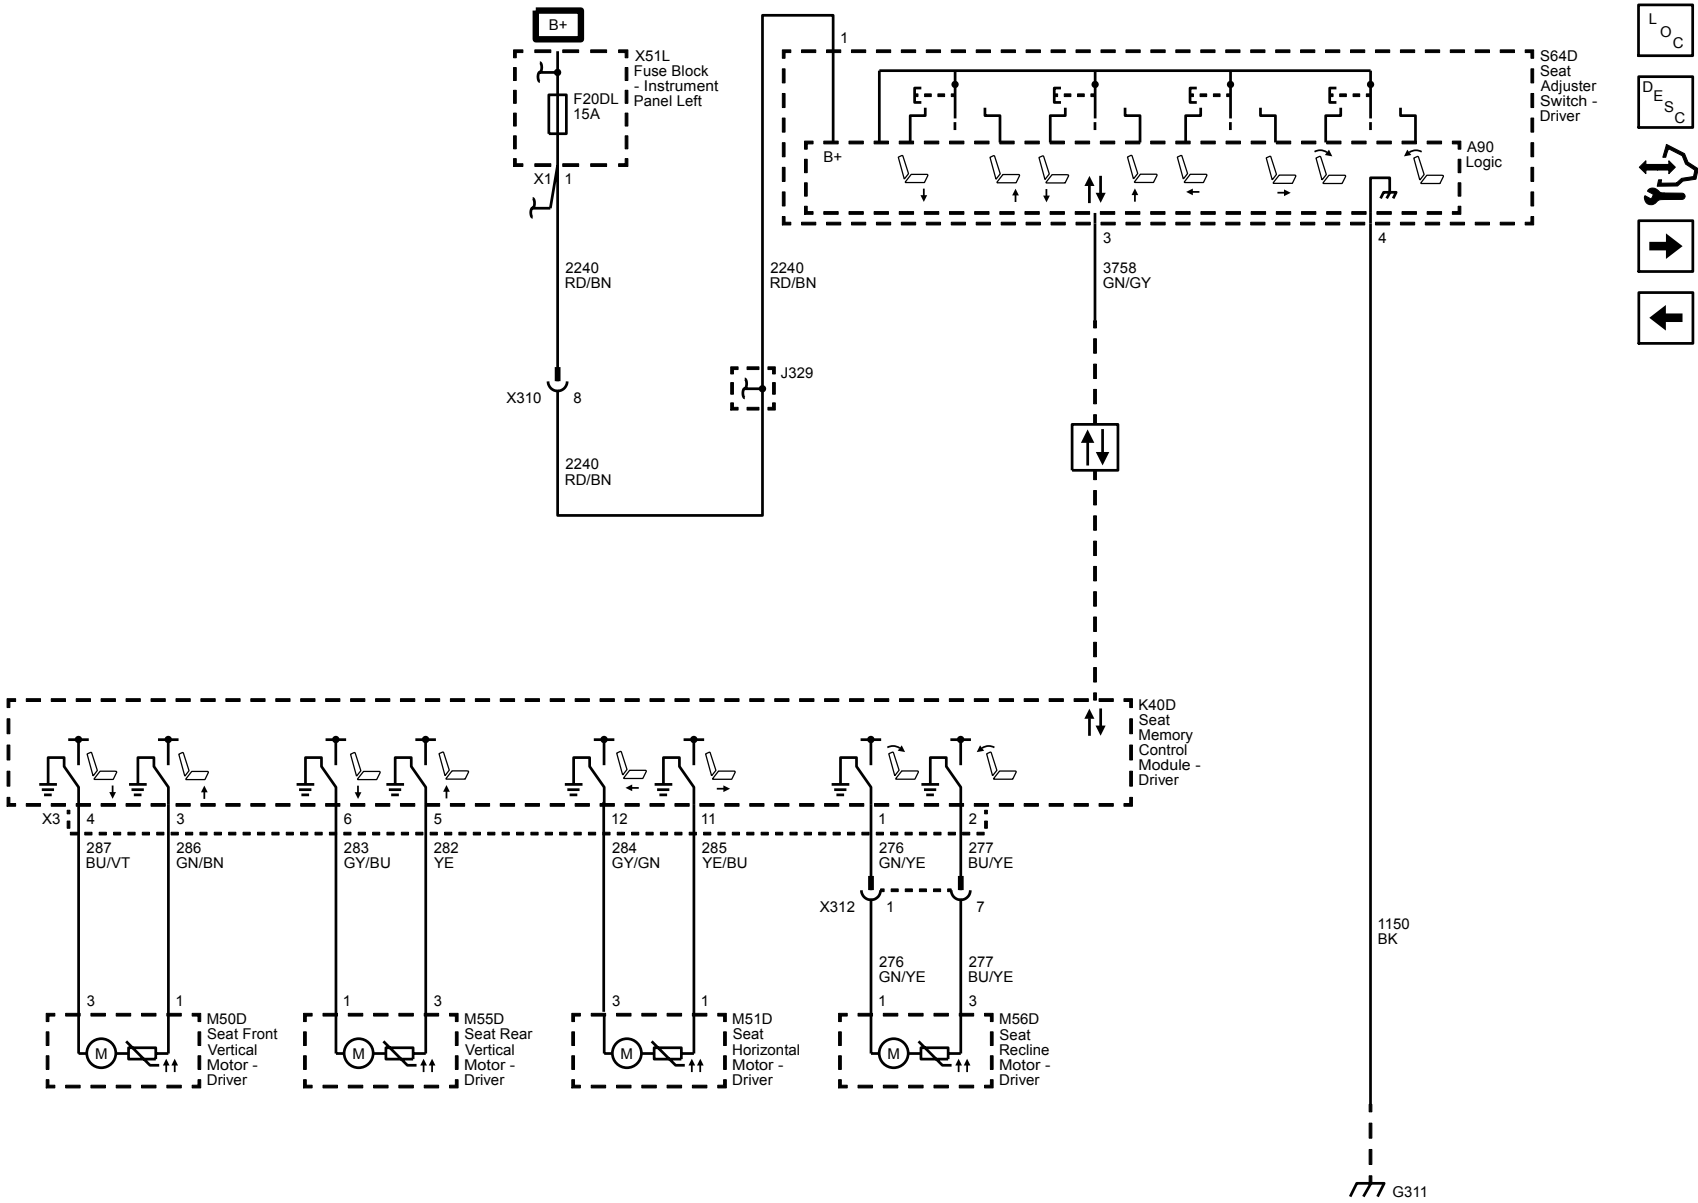 B+
X51L
Fuse Block
- Instrument
Panel Left
F20DL
15A
X1
1
2240
RD/BN
X310
8
2240
RD/BN
2240
RD/BN
J329
1
S64D
Seat
Adjuster
Switch -
Driver
B+
A90
Logic
3
4
3758
GN/GY
LOC
DESC
K40D
Seat
Memory
Control
Module -
Driver
X3
4
3
6
5
12
11
1
2
287
BU/VT
286
GN/BN
283
GY/BU
282
YE
284
GY/GN
285
YE/BU
276
GN/YE
277
BU/YE
X312
1
7
276
GN/YE
277
BU/YE
1150
BK
3
1
1
3
3
1
1
3
M50D
Seat Front
Vertical
Motor -
Driver
M
M55D
Seat Rear
Vertical
Motor -
Driver
M
M51D
Seat
Horizontal
Motor -
Driver
M
M56D
Seat
Recline
Motor -
Driver
M
G311